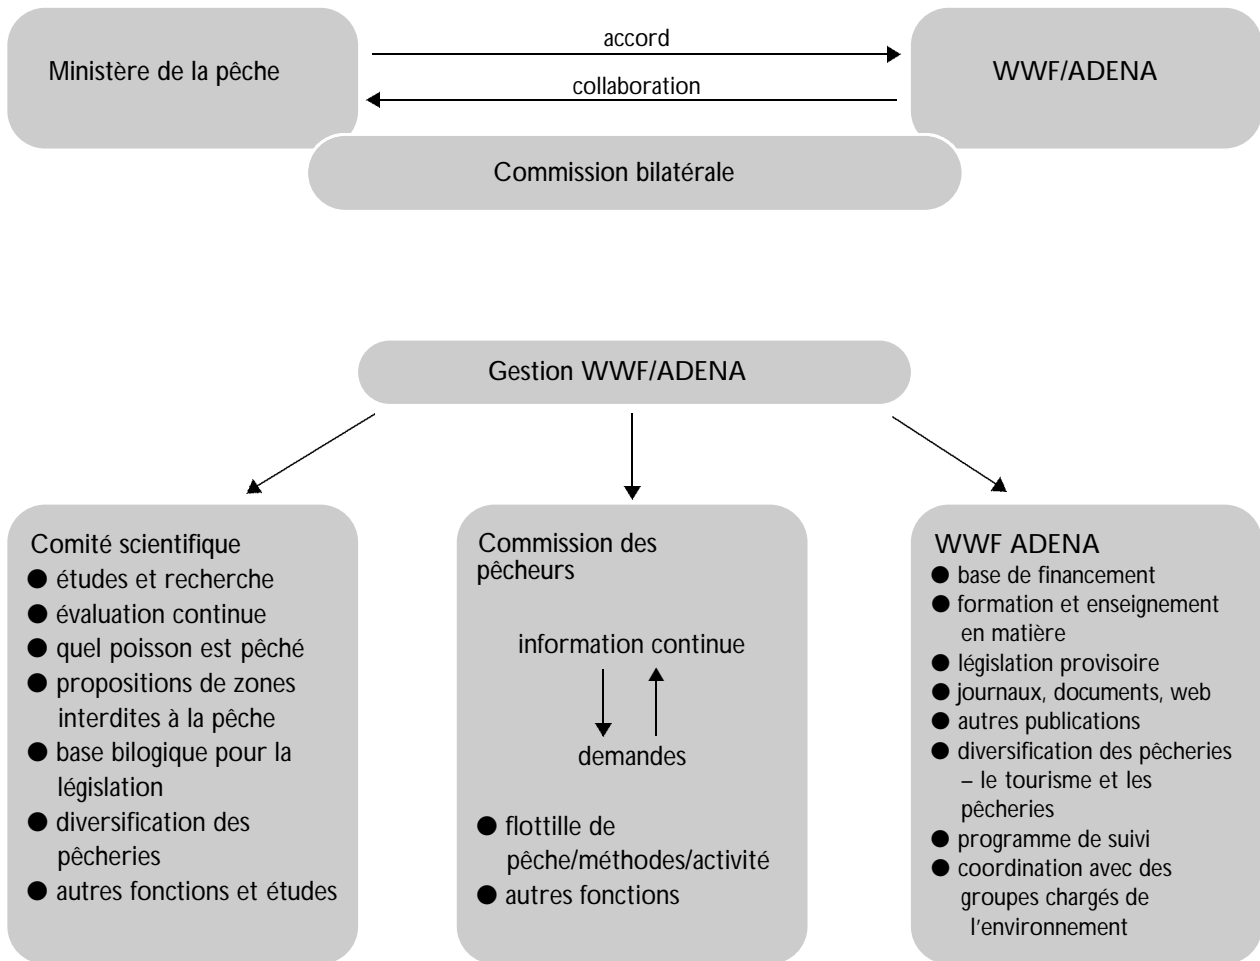 Ministère de la pêche
accord
collaboration
WWF/ADENA
Commission bilatérale
Gestion WWF/ADENA
Comité scientifique
● études et recherche
● évaluation continue
● quel poisson est pêché
● propositions de zones
interdites à la pêche
● base bilogique pour la
législation
● diversification des
pêcheries
● autres fonctions et études
Commission des
pêcheurs
information continue
demandes
● flottille de
pêche/méthodes/activité
● autres fonctions
WWF ADENA
● base de financement
● formation et enseignement
en matière
● législation provisoire
● journaux, documents, web
● autres publications
● diversification des pêcheries
– le tourisme et les
pêcheries
● programme de suivi
● coordination avec des
groupes chargés de
l'environnement